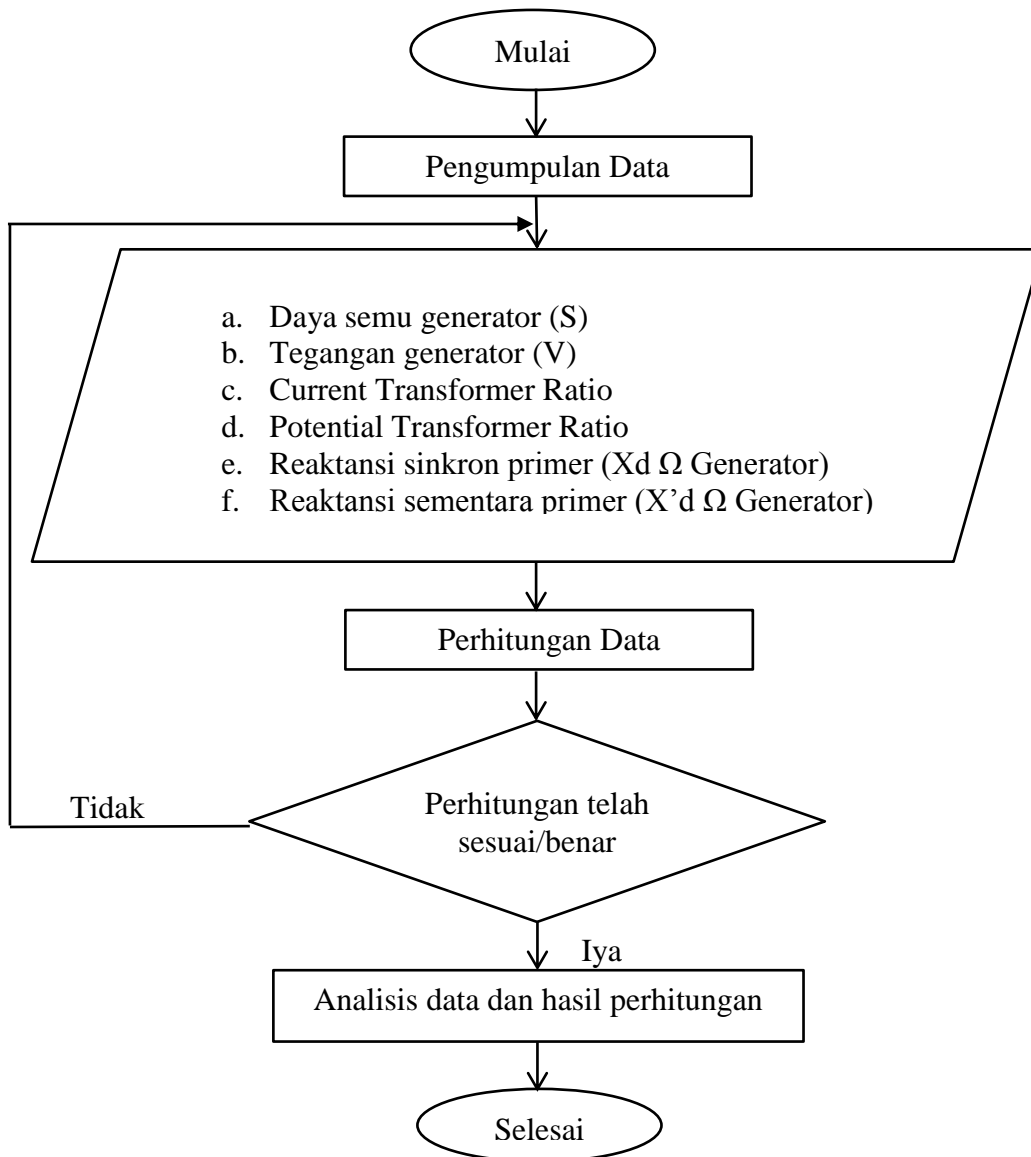 Mulai
Pengumpulan Data
a. Daya semu generator (S)
b. Tegangan generator (V)
c. Current Transformer Ratio
d. Potential Transformer Ratio
e. Reaktansi sinkron primer (Xd Ω Generator)
f. Reaktansi sementara primer (X’d Ω Generator)
Perhitungan Data
Tidak
Perhitungan telah
sesuai/benar
Iya
Analisis data dan hasil perhitungan
Selesai